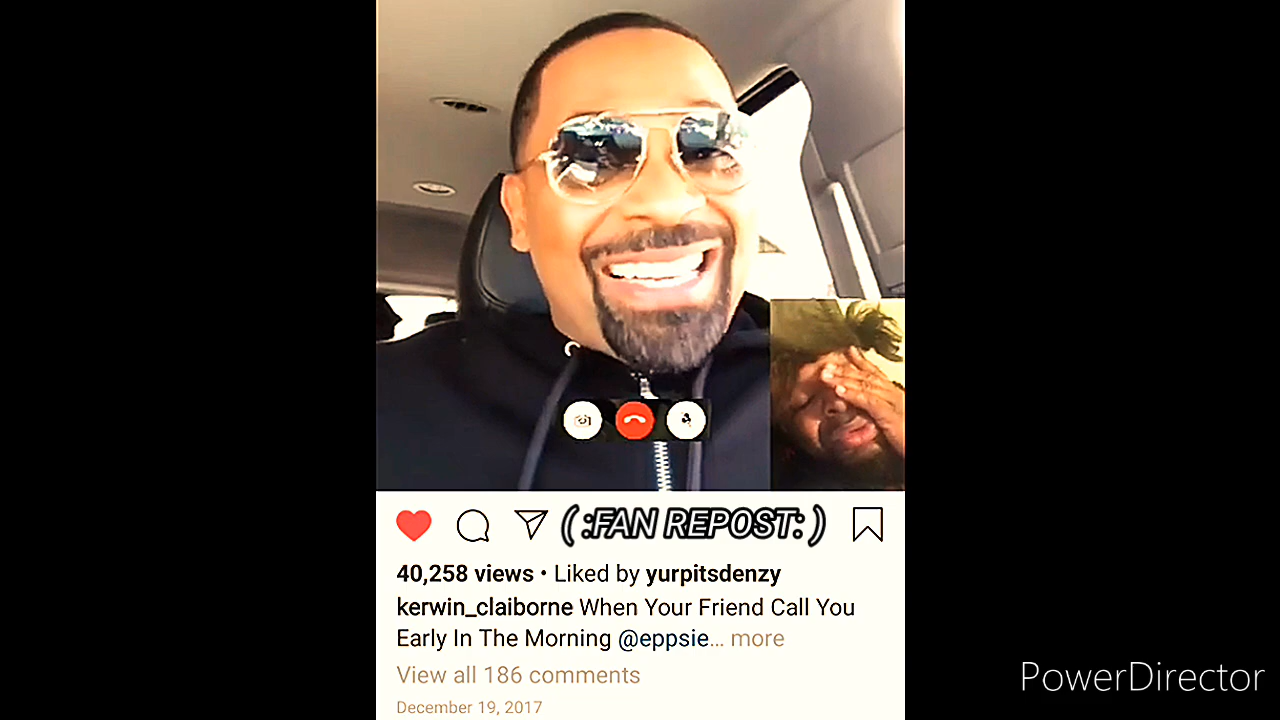 ( :FAN REPOST: )
40,258 views • Liked by yurpitsdenzy
kerwin_claiborne When Your Friend Call You
Early In The Morning @eppsie... more
View all 186 comments
December 19, 2017
PowerDirector